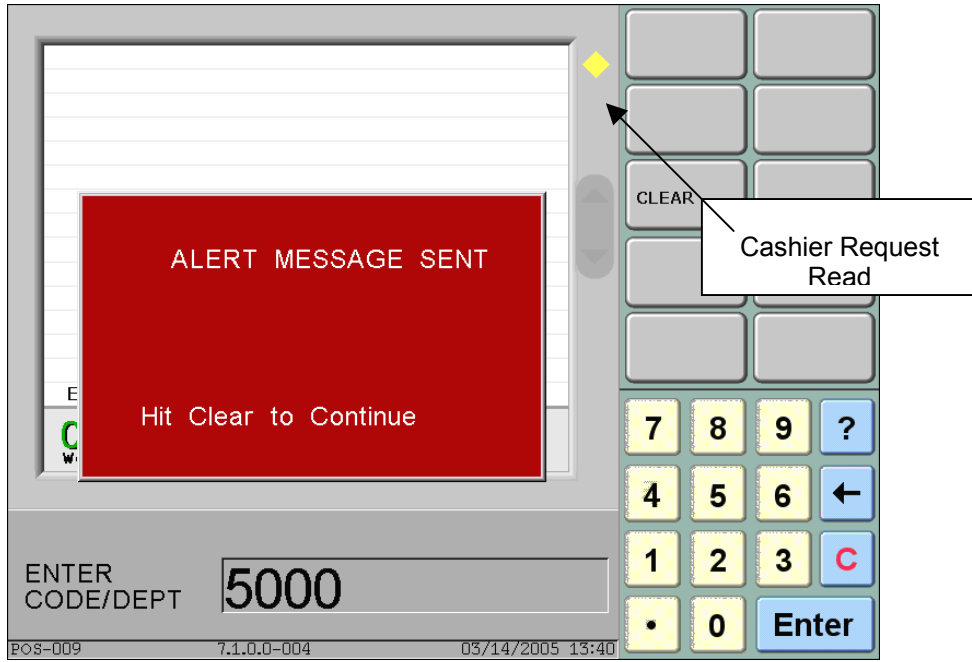 CLEAR
Cashier Request
Read
ALERT MESSAGE SENT
Hit Clear to Continue
E
7 8 9 ?
4 5 6 ←
1 2 3 C
. 0 Enter
ENTER
CODE/DEPT
5000
POS-009 7.1.0.0-004 03/14/2005 13:40